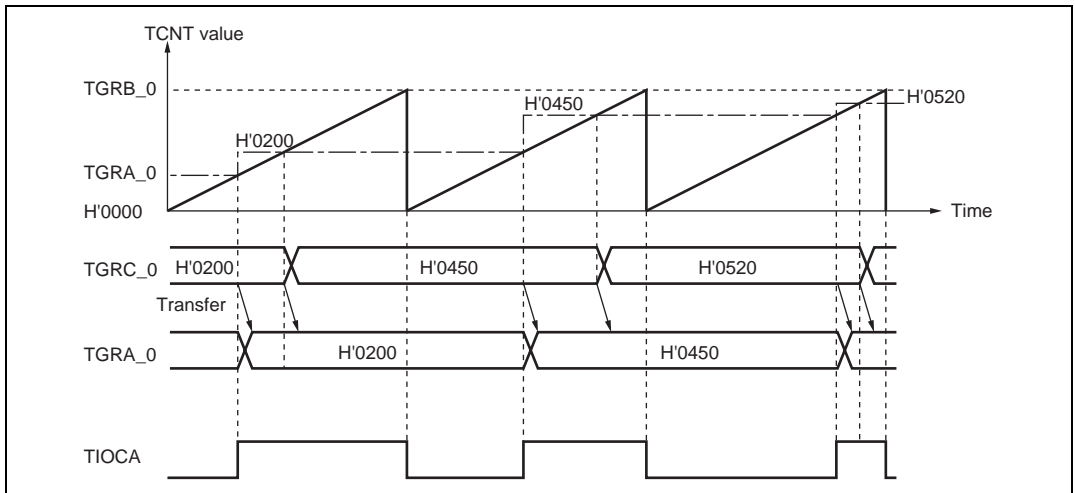 TCNT value
TGRB_0
H'0520
H'0450
H'0200
TGRA_0
H'0000
Time
TGRC_0
H'0200
H'0450
H'0520
Transfer
TGRA_0
H'0200
H'0450
TIOCA